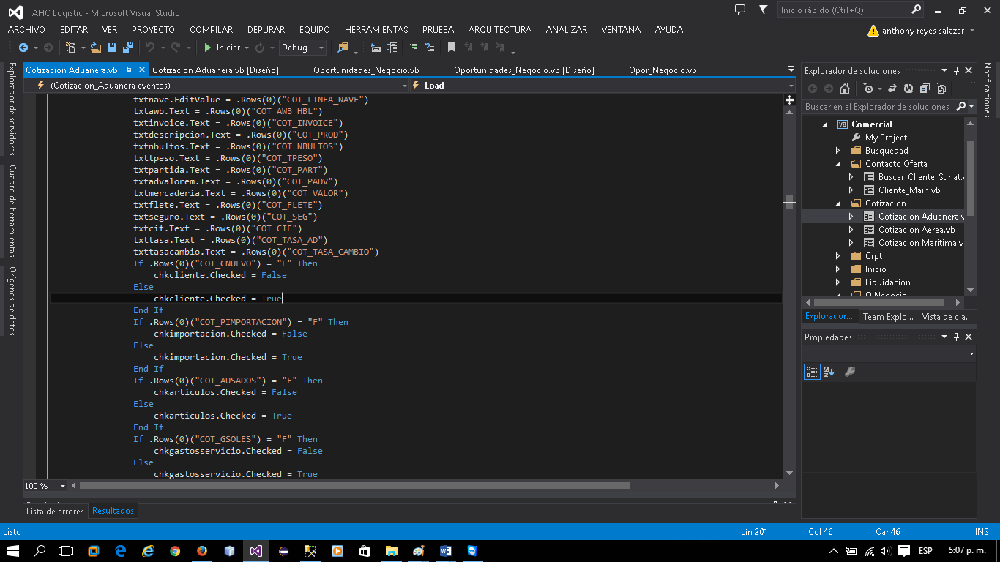 AHC Logistic - Microsoft Visual Studio
Inicio rápido (Ctrl+Q)
ARCHIVO EDITAR VER PROYECTO COMPILAR DEPURAR EQUIPO HERRAMIENTAS PRUEBA ARQUITECTURA ANALIZAR VENTANA AYUDA
anthony reyes salazar
Iniciar Debug
Explorador de servidores
Cuadro de herramientas
Orígenes de datos
Cotizacion Aduanera.vb Cotizacion Aduanera.vb [Diseño] Oportunidades_Negocio.vb Oportunidades_Negocio.vb [Diseño] Opor_Negocio.vb
(Cotizacion_Aduanera eventos) Load
txtnave.EditValue = .Rows(0)("COT_LINEA_NAVE")
txtawb.Text = .Rows(0)("COT_AWB_HBL")
txtinvoice.Text = .Rows(0)("COT_INVOICE")
txtdescripcion.Text = .Rows(0)("COT_PROD")
txtnbultos.Text = .Rows(0)("COT_NBULTOS")
txttpeso.Text = .Rows(0)("COT_TPESO")
txtpartida.Text = .Rows(0)("COT_PART")
txtadvalorem.Text = .Rows(0)("COT_PADV")
txtmercaderia.Text = .Rows(0)("COT_VALOR")
txtflete.Text = .Rows(0)("COT_FLETE")
txtseguro.Text = .Rows(0)("COT_SEG")
txtcif.Text = .Rows(0)("COT_CIF")
txttasa.Text = .Rows(0)("COT_TASA_AD")
txttasacambio.Text = .Rows(0)("COT_TASA_CAMBIO")
If .Rows(0)("COT_CNUEVO") = "F" Then
chkcliente.Checked = False
Else
chkcliente.Checked = True
End If
If .Rows(0)("COT_PIMPORTACION") = "F" Then
chkimportacion.Checked = False
Else
chkimportacion.Checked = True
End If
If .Rows(0)("COT_AUSADOS") = "F" Then
chkarticulos.Checked = False
Else
chkarticulos.Checked = True
End If
If .Rows(0)("COT_GSOLES") = "F" Then
chkgastosservicio.Checked = False
Else
chkgastosservicio.Checked = True
100 %
Lista de errores Resultados
Explorador de soluciones
Buscar en el Explorador de soluciones
VB Comercial
My Project
Busquedad
Contacto Oferta
Buscar_Cliente_Sunat.v
Cliente_Main.vb
Cotizacion
Cotizacion Aduanera.v
Cotizacion Aerea.vb
Cotizacion Maritima.v
Crpt
Inicio
Liquidacion
O Negocio
Explorador... Team Explo... Vista de cla...
Propiedades
Notificaciones
Listo Lín 201 Col 46 Car 46 INS
ESP 5:07 p. m.